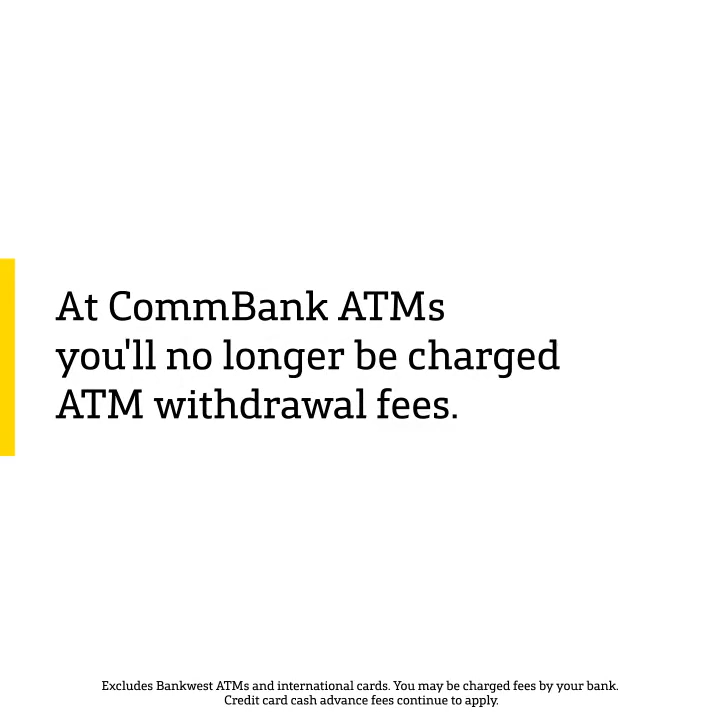 At CommBank ATMs
you'll no longer be charged
ATM withdrawal fees.
Excludes Bankwest ATMs and international cards. You may be charged fees by your bank.
Credit card cash advance fees continue to apply.